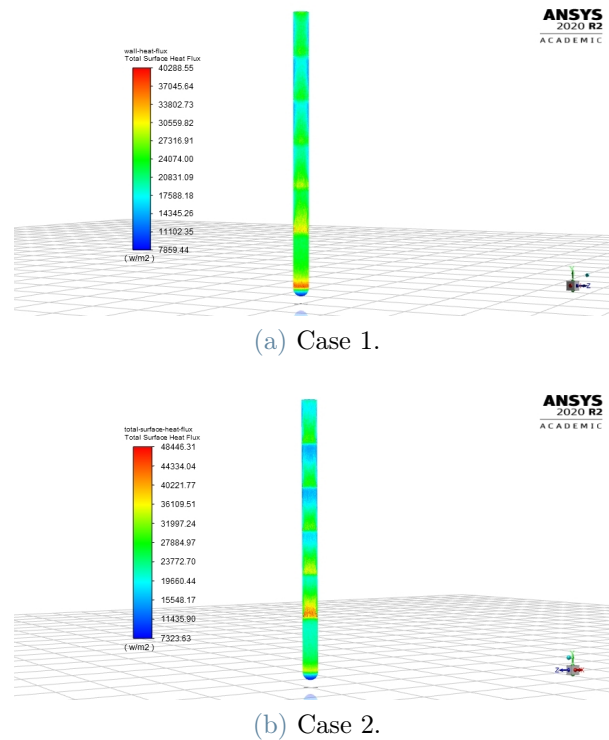 ANSYS
2020 R2
ACADEMIC
wall-heat-flux
Total Surface Heat Flux
40288.55
37045.64
33802.73
30559.82
27316.91
24074.00
20831.09
17588.18
14345.26
11102.35
7859.44
( w/m2 )
Y
Z
(a) Case 1.
ANSYS
2020 R2
ACADEMIC
total-surface-heat-flux
Total Surface Heat Flux
48446.31
44334.04
40221.77
36109.51
31997.24
27884.97
23772.70
19660.44
15548.17
11435.90
7323.63
( w/m2 )
Y
Z
X
(b) Case 2.